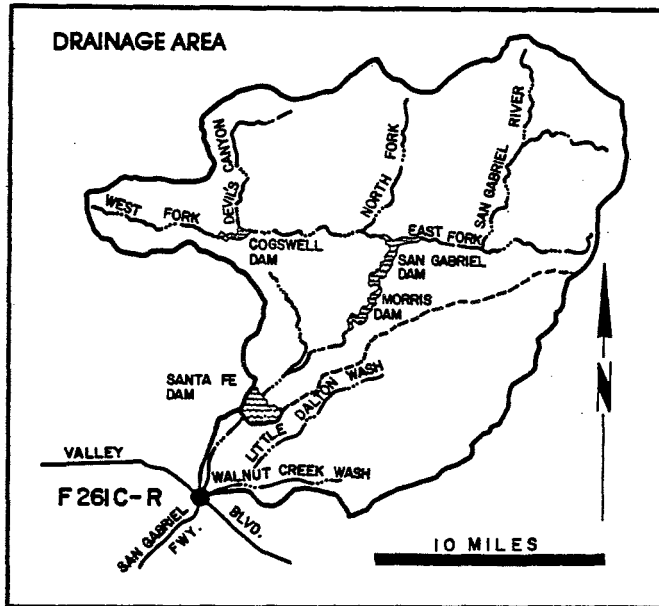 DRAINAGE AREA
DEVIL'S CANYON
NORTH FORK
SAN GABRIEL RIVER
WEST FORK
EAST FORK
COGSWELL
DAM
SAN GABRIEL
DAM
MORRIS
DAM
N
SANTA FE
DAM
LITTLE DALTON WASH
VALLEY
BLVD.
WALNUT CREEK WASH
F 261C-R
SAN GABRIEL
FWY.
10 MILES